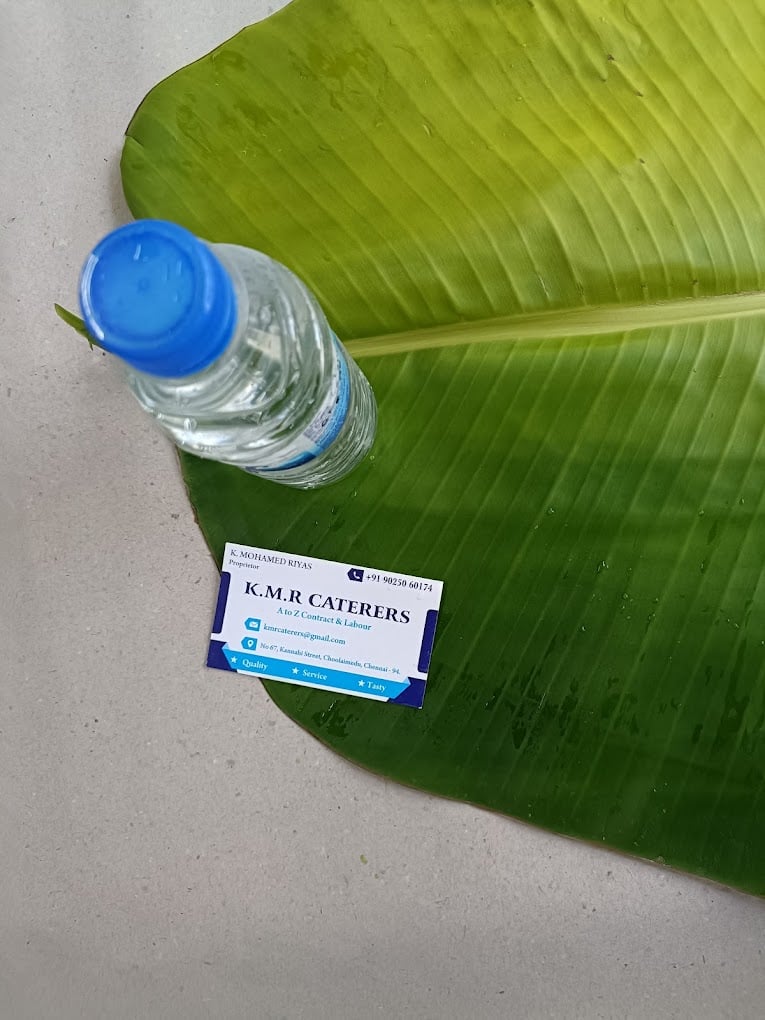 K. MOHAMED RIYAS
Proprietor
+91 90250 60174
K.M.R CATERERS
A to Z Contract & Labour
kmrcaterers@gmail.com
No 67, Kannahi Street, Choolaimedu, Chennai - 94.
Quality Service Tasty